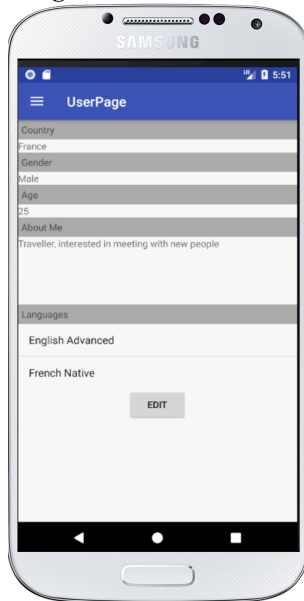 SAMSUNG
5:51
UserPage
Country
France
Gender
Male
Age
25
About Me
Traveller, interested in meeting with new people
Languages
English Advanced
French Native
EDIT